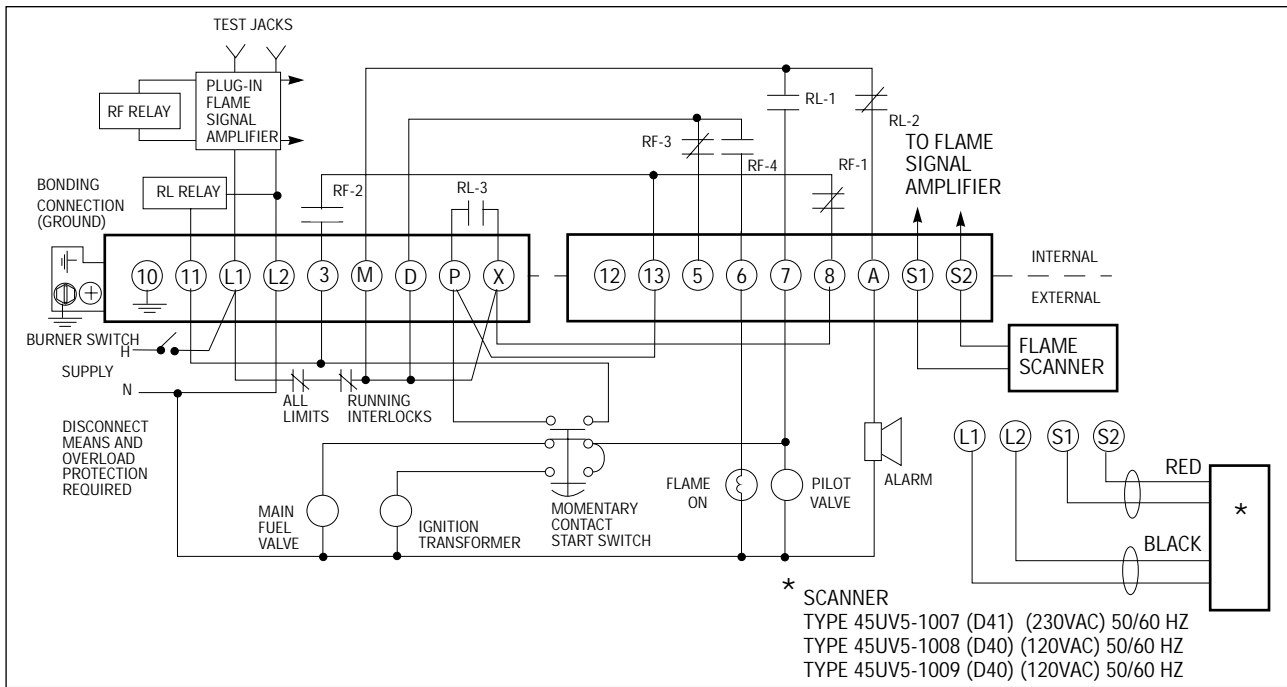 TEST JACKS
PLUG-IN
FLAME
SIGNAL
AMPLIFIER
RF RELAY
RL RELAY
BONDING
CONNECTION
(GROUND)
RF-2
RL-3
RL-1
RL-2
RF-3
RF-4
RF-1
TO FLAME
SIGNAL
AMPLIFIER
10 11 L1 L2 3 M D P X
12 13 5 6 7 8 A S1 S2
INTERNAL
EXTERNAL
BURNER SWITCH
H
SUPPLY
N
ALL
LIMITS
RUNNING
INTERLOCKS
DISCONNECT
MEANS AND
OVERLOAD
PROTECTION
REQUIRED
MAIN
FUEL
VALVE
IGNITION
TRANSFORMER
MOMENTARY
CONTACT
START SWITCH
FLAME
ON
PILOT
VALVE
ALARM
FLAME
SCANNER
L1 L2 S1 S2
RED
BLACK
*
* SCANNER
TYPE 45UV5-1007 (D41) (230VAC) 50/60 HZ
TYPE 45UV5-1008 (D40) (120VAC) 50/60 HZ
TYPE 45UV5-1009 (D40) (120VAC) 50/60 HZ